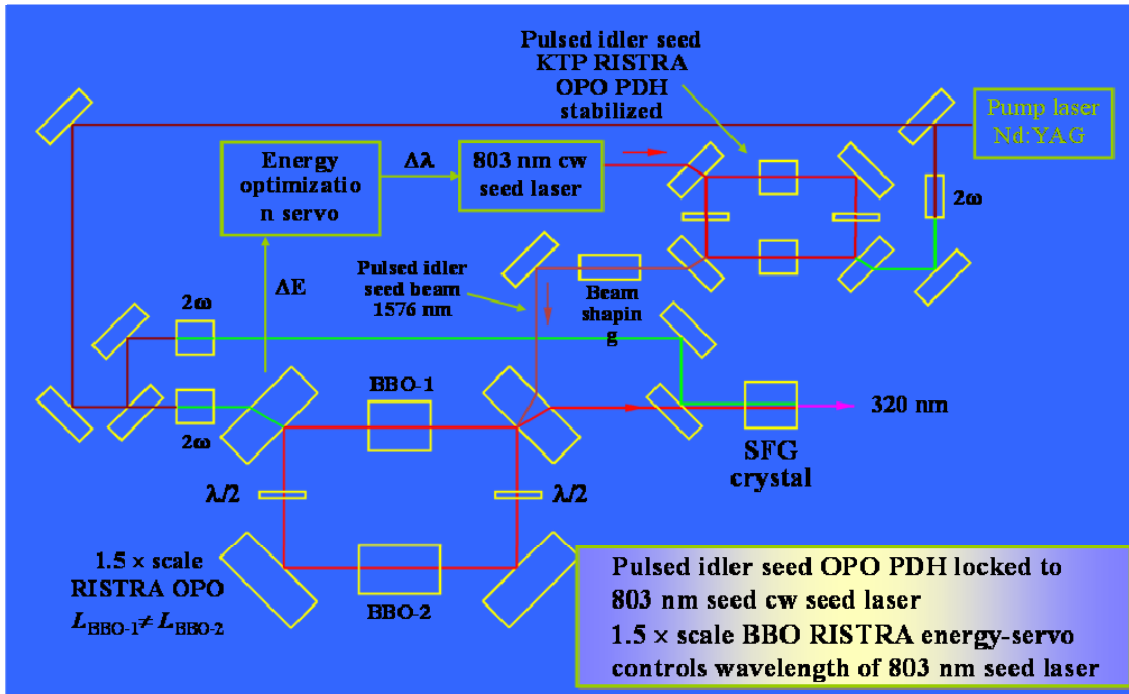 Pulsed idler seed
KTP RISTRA
OPO PDH
stabilized
Pump laser
Nd:YAG
Energy
optimizatio
n servo
Δλ
803 nm cw
seed laser
2ω
Pulsed idler
seed beam
1576 nm
Beam
shapin
g
ΔE
2ω
BBO-1
2ω
320 nm
SFG
crystal
λ/2
λ/2
1.5 × scale
RISTRA OPO
L_BBO-1 ≠ L_BBO-2
BBO-2
Pulsed idler seed OPO PDH locked to
803 nm seed cw seed laser
1.5 × scale BBO RISTRA energy-servo
controls wavelength of 803 nm seed laser